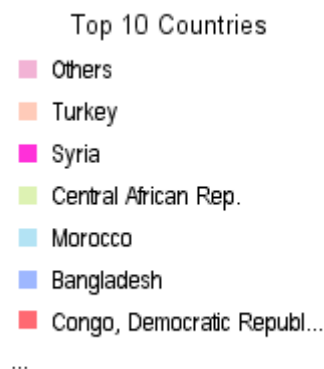 Top 10 Countries
Others
Turkey
Syria
Central African Rep.
Morocco
Bangladesh
Congo, Democratic Republ...
...